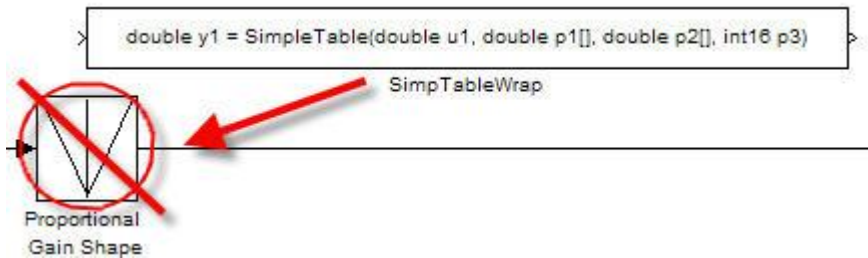 double y1 = SimpleTable(double u1, double p1[], double p2[], int16 p3)
SimpTableWrap
Proportional
Gain Shape